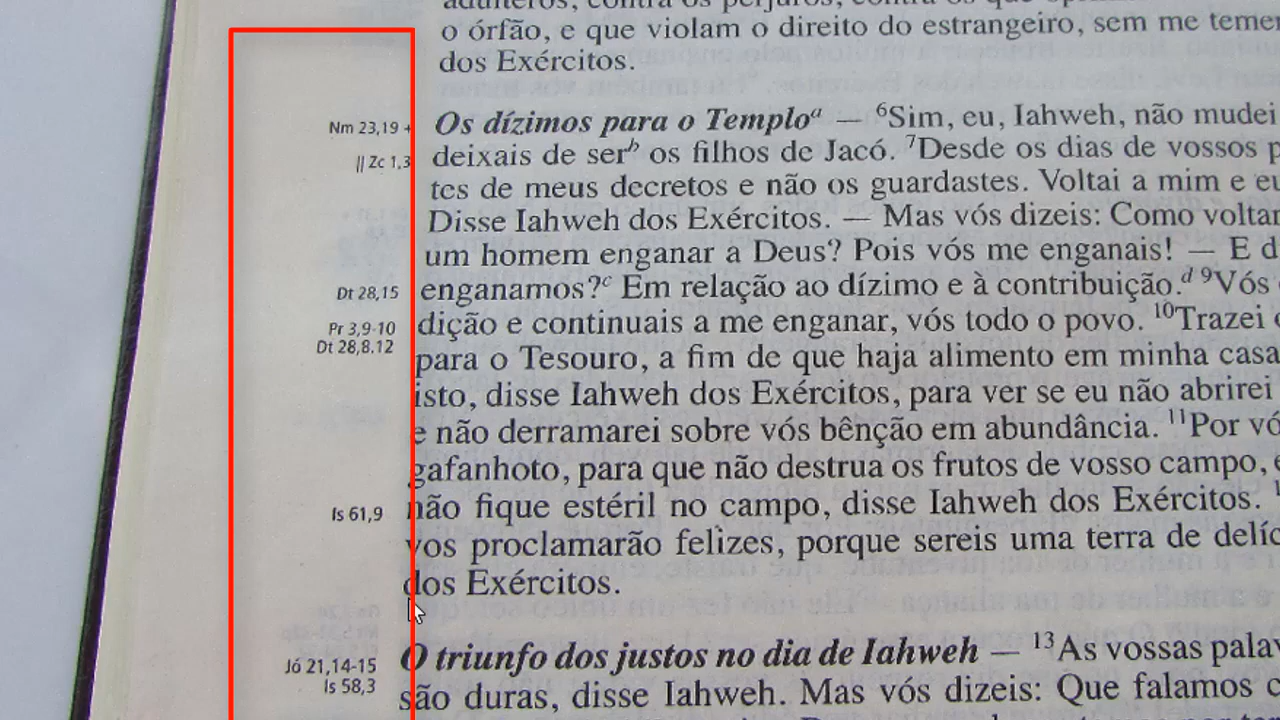 o órfão, e que violam o direito do estrangeiro, sem me temer
dos Exércitos.
Nm 23,19 +
|| Zc 1,3
Os dízimos para o Templo^a — ^6Sim, eu, Iahweh, não mudei
deixais de ser^b os filhos de Jacó. ^7Desde os dias de vossos p
tes de meus decretos e não os guardastes. Voltai a mim e eu
Disse Iahweh dos Exércitos. — Mas vós dizeis: Como voltar
um homem enganar a Deus? Pois vós me enganais! — E d
Dt 28,15
enganamos?^c Em relação ao dízimo e à contribuição.^d ^9Vós
Pr 3,9-10
Dt 28,8.12
dição e continuais a me enganar, vós todo o povo. ^10Trazei
para o Tesouro, a fim de que haja alimento em minha casa
isto, disse Iahweh dos Exércitos, para ver se eu não abrirei
e não derramarei sobre vós bênção em abundância. ^11Por vó
gafanhoto, para que não destrua os frutos de vosso campo, e
Is 61,9
não fique estéril no campo, disse Iahweh dos Exércitos.
vos proclamarão felizes, porque sereis uma terra de delíc
dos Exércitos.
Jó 21,14-15
Is 58,3
O triunfo dos justos no dia de Iahweh — ^13As vossas palav
são duras, disse Iahweh. Mas vós dizeis: Que falamos c